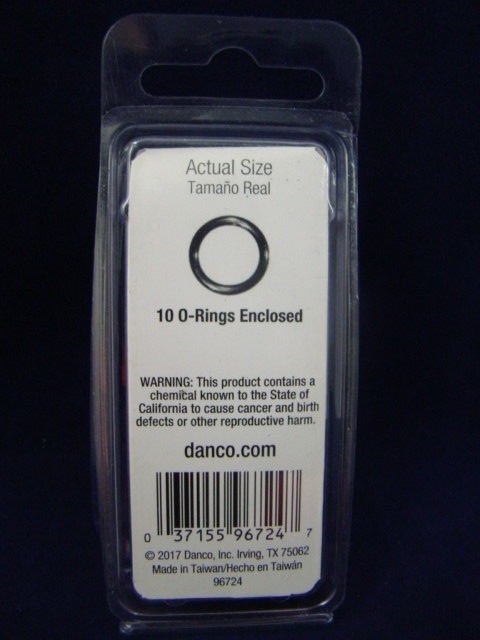 Actual Size
Tamaño Real
10 O-Rings Enclosed
WARNING: This product contains a
chemical known to the State of
California to cause cancer and birth
defects or other reproductive harm.
danco.com
0 37155 96724 7
© 2017 Danco, Inc. Irving, TX 75062
Made in Taiwan/Hecho en Taiwán
96724